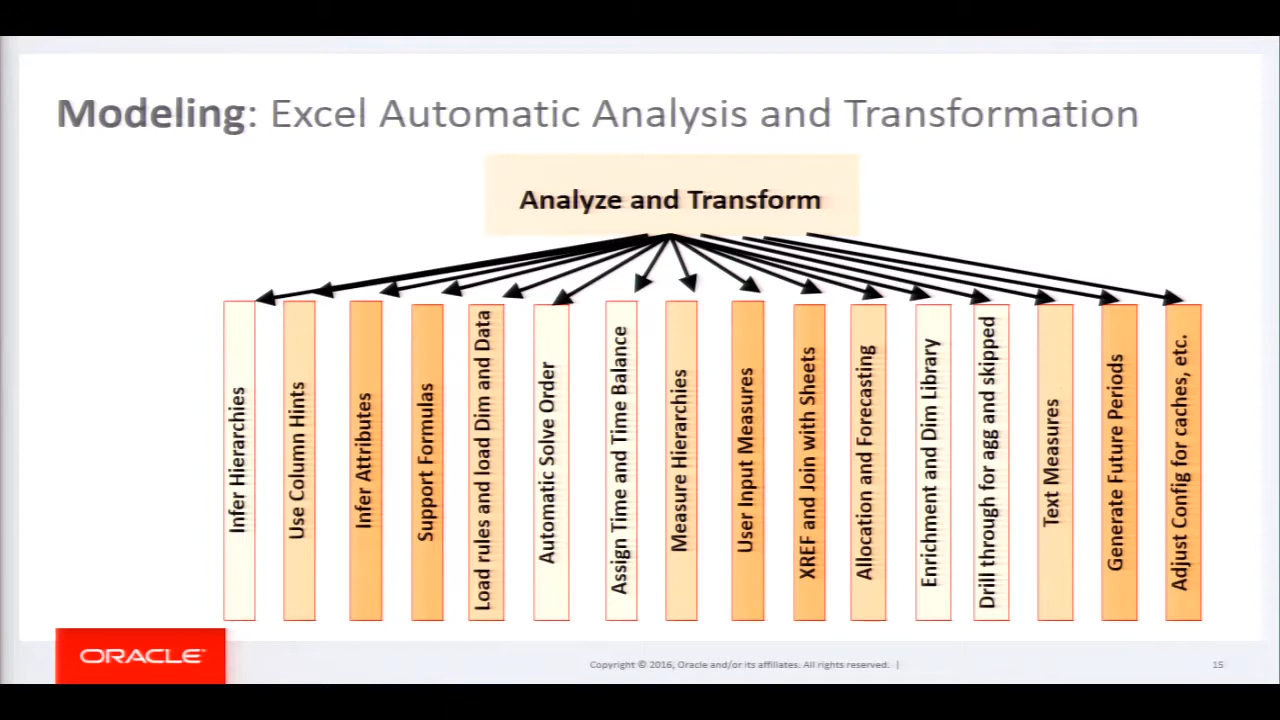 Modeling: Excel Automatic Analysis and Transformation
Analyze and Transform
Infer Hierarchies
Use Column Hints
Infer Attributes
Support Formulas
Load rules and load Dim and Data
Automatic Solve Order
Assign Time and Time Balance
Measure Hierarchies
User Input Measures
XREF and Join with Sheets
Allocation and Forecasting
Enrichment and Dim Library
Drill through for agg and skipped
Text Measures
Generate Future Periods
Adjust Config for caches, etc.
ORACLE®
Copyright © 2016, Oracle and/or its affiliates. All rights reserved. |
15